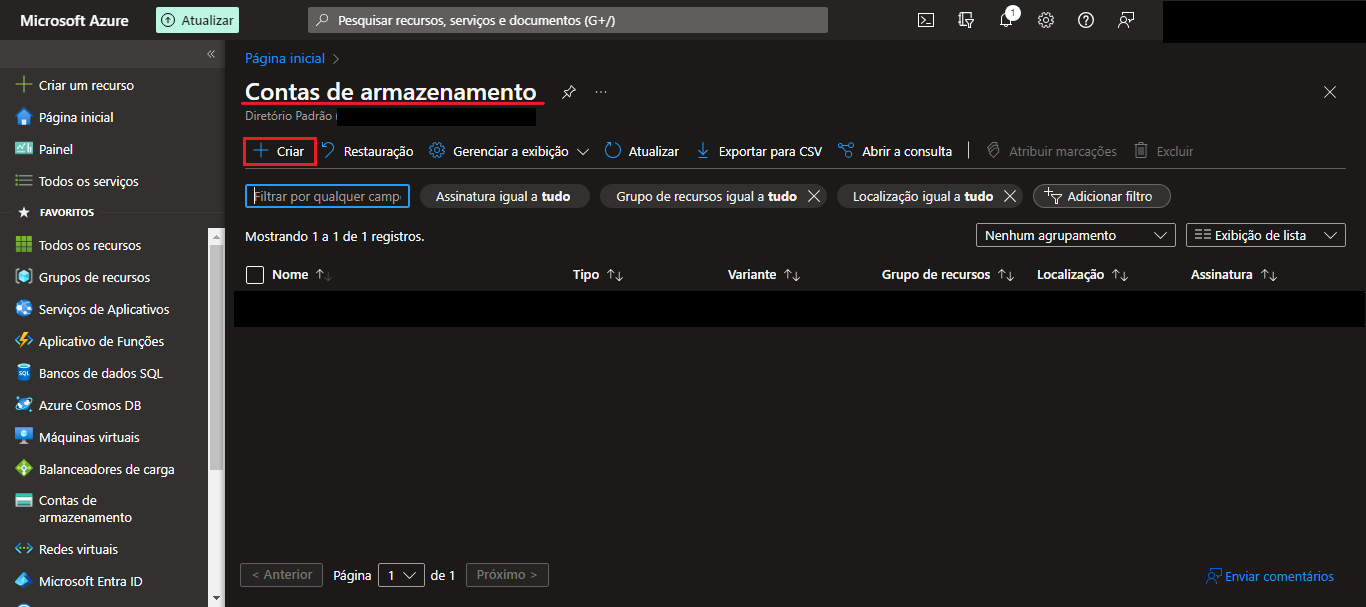 Microsoft Azure
Atualizar
Pesquisar recursos, serviços e documentos (G+/)
1
Criar um recurso
Página inicial
Painel
Todos os serviços
FAVORITOS
Todos os recursos
Grupos de recursos
Serviços de Aplicativos
Aplicativo de Funções
Bancos de dados SQL
Azure Cosmos DB
Máquinas virtuais
Balanceadores de carga
Contas de
armazenamento
Redes virtuais
Microsoft Entra ID
Página inicial >
Contas de armazenamento
Diretório Padrão
Criar
Restauração
Gerenciar a exibição
Atualizar
Exportar para CSV
Abrir a consulta
Atribuir marcações
Excluir
Filtrar por qualquer camp
Assinatura igual a tudo
Grupo de recursos igual a tudo
Localização igual a tudo
Adicionar filtro
Mostrando 1 a 1 de 1 registros.
Nenhum agrupamento
Exibição de lista
Nome
Tipo
Variante
Grupo de recursos
Localização
Assinatura
< Anterior
Página
1
de 1
Próximo >
Enviar comentários